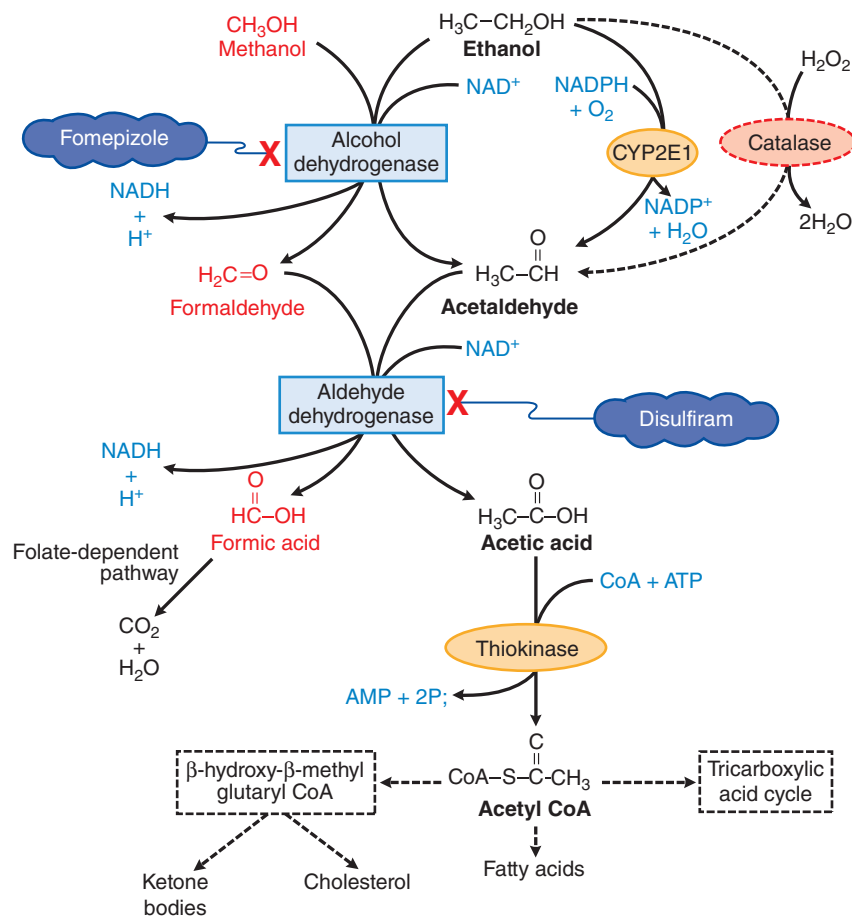 CH₃OH
Methanol
H₃C–CH₂OH
Ethanol
NAD⁺
NADPH
+ O₂
H₂O₂
Fomepizole
X
Alcohol
dehydrogenase
CYP2E1
Catalase
NADH
+
H⁺
NADP⁺
+ H₂O
2H₂O
H₂C=O
Formaldehyde
O
H₃C–CH
Acetaldehyde
NAD⁺
Aldehyde
dehydrogenase
X
Disulfiram
NADH
+
H⁺
O
HC–OH
Formic acid
O
H₃C–C–OH
Acetic acid
Folate-dependent
pathway
CO₂
+
H₂O
CoA + ATP
Thiokinase
AMP + 2P;
C
CoA–S–C–CH₃
Acetyl CoA
β-hydroxy-β-methyl
glutaryl CoA
Tricarboxylic
acid cycle
Ketone
bodies
Cholesterol
Fatty acids